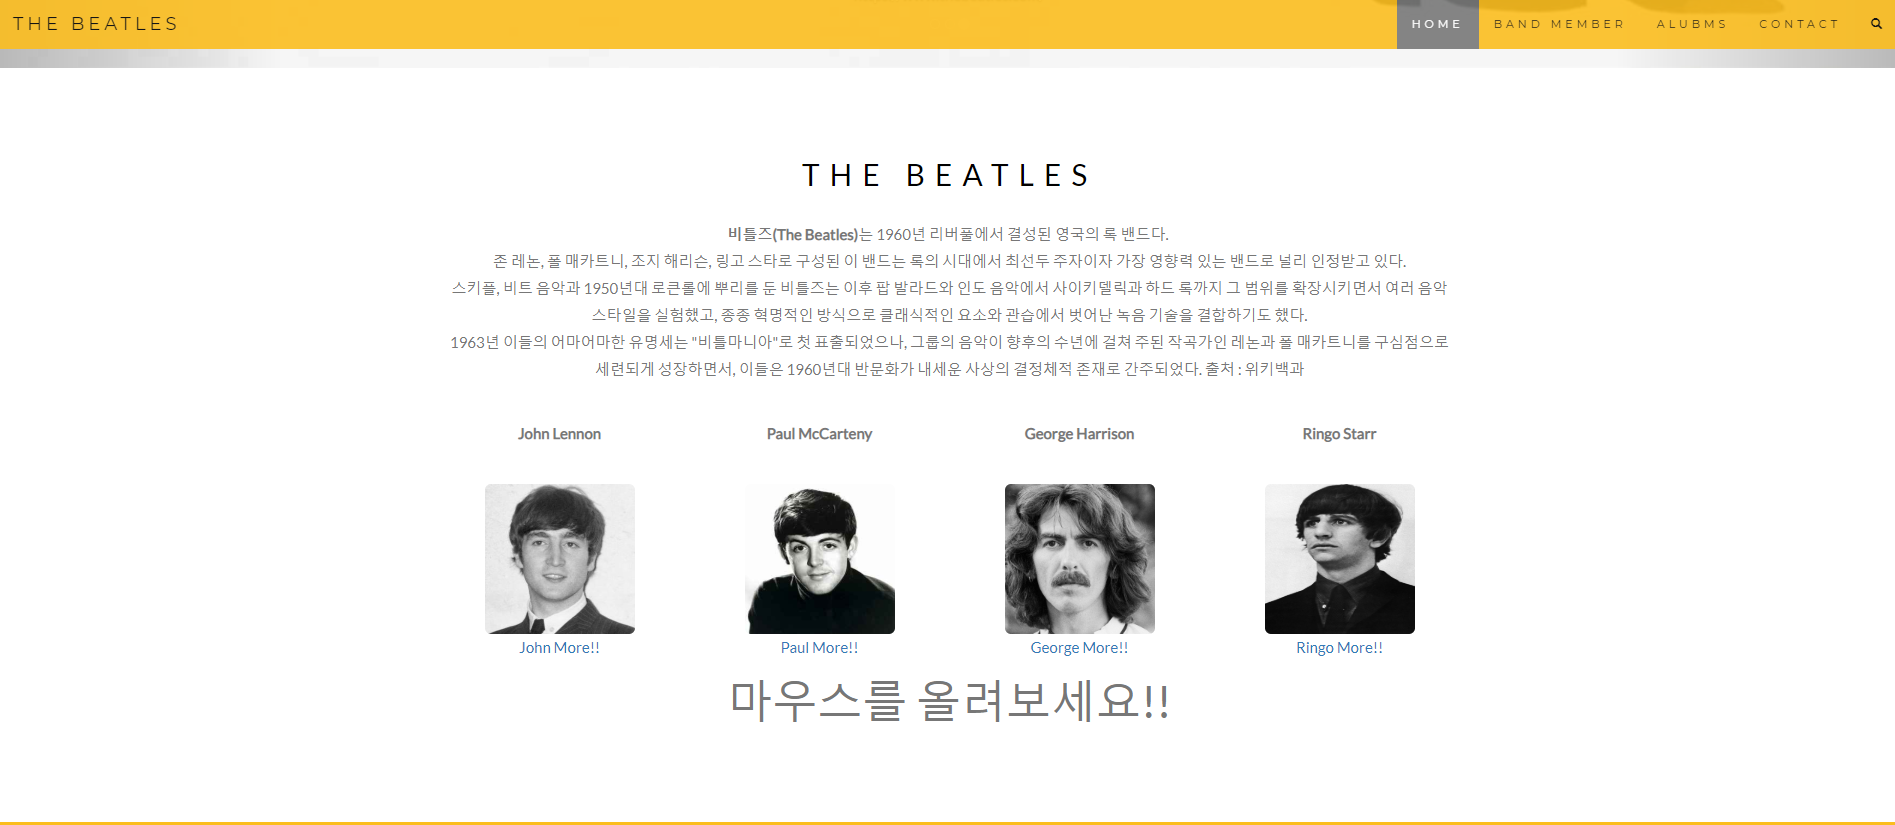 THE BEATLES
HOME BAND MEMBER ALUBMS CONTACT
THE BEATLES
비틀즈(The Beatles)는 1960년 리버풀에서 결성된 영국의 록 밴드다.
존 레논, 폴 매카트니, 조지 해리슨, 링고 스타로 구성된 이 밴드는 록의 시대에서 최선두 주자이자 가장 영향력 있는 밴드로 널리 인정받고 있다.
스키플, 비트 음악과 1950년대 로큰롤에 뿌리를 둔 비틀즈는 이후 팝 발라드와 인도 음악에서 사이키델릭과 하드 록까지 그 범위를 확장시키면서 여러 음악
스타일을 실험했고, 종종 혁명적인 방식으로 클래식적인 요소와 관습에서 벗어난 녹음 기술을 결합하기도 했다.
1963년 이들의 어마어마한 유명세는 "비틀마니아"로 첫 표출되었으나, 그룹의 음악이 향후의 수년에 걸쳐 주된 작곡가인 레논과 폴 매카트니를 구심점으로
세련되게 성장하면서, 이들은 1960년대 반문화가 내세운 사상의 결정체적 존재로 간주되었다. 출처 : 위키백과
John Lennon Paul McCarteny George Harrison Ringo Starr
John More!! Paul More!! George More!! Ringo More!!
마우스를 올려보세요!!